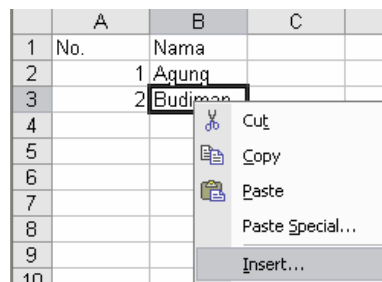 A B C
1 No. Nama
2 1 Agung
3 2 Budiman
4 Cut
5 Copy
6
7 Paste
8 Paste Special...
9
10 Insert...